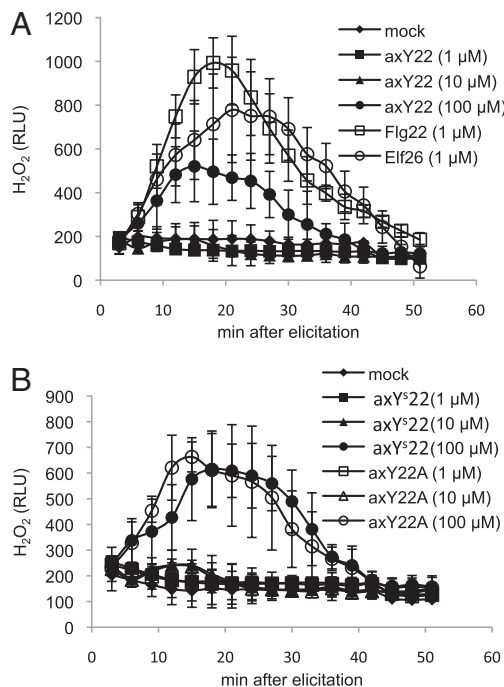 A
1200
1000
800
600
400
200
0
H₂O₂ (RLU)
mock
axY22 (1 µM)
axY22 (10 µM)
axY22 (100 µM)
Flg22 (1 µM)
Elf26 (1 µM)
0 20 40 60
min after elicitation
B
900
800
700
600
500
400
300
200
100
0
H₂O₂ (RLU)
mock
axYˢ22 (1 µM)
axYˢ22 (10 µM)
axYˢ22 (100 µM)
axY22A (1 µM)
axY22A (10 µM)
axY22A (100 µM)
0 10 20 30 40 50 60
min after elicitation